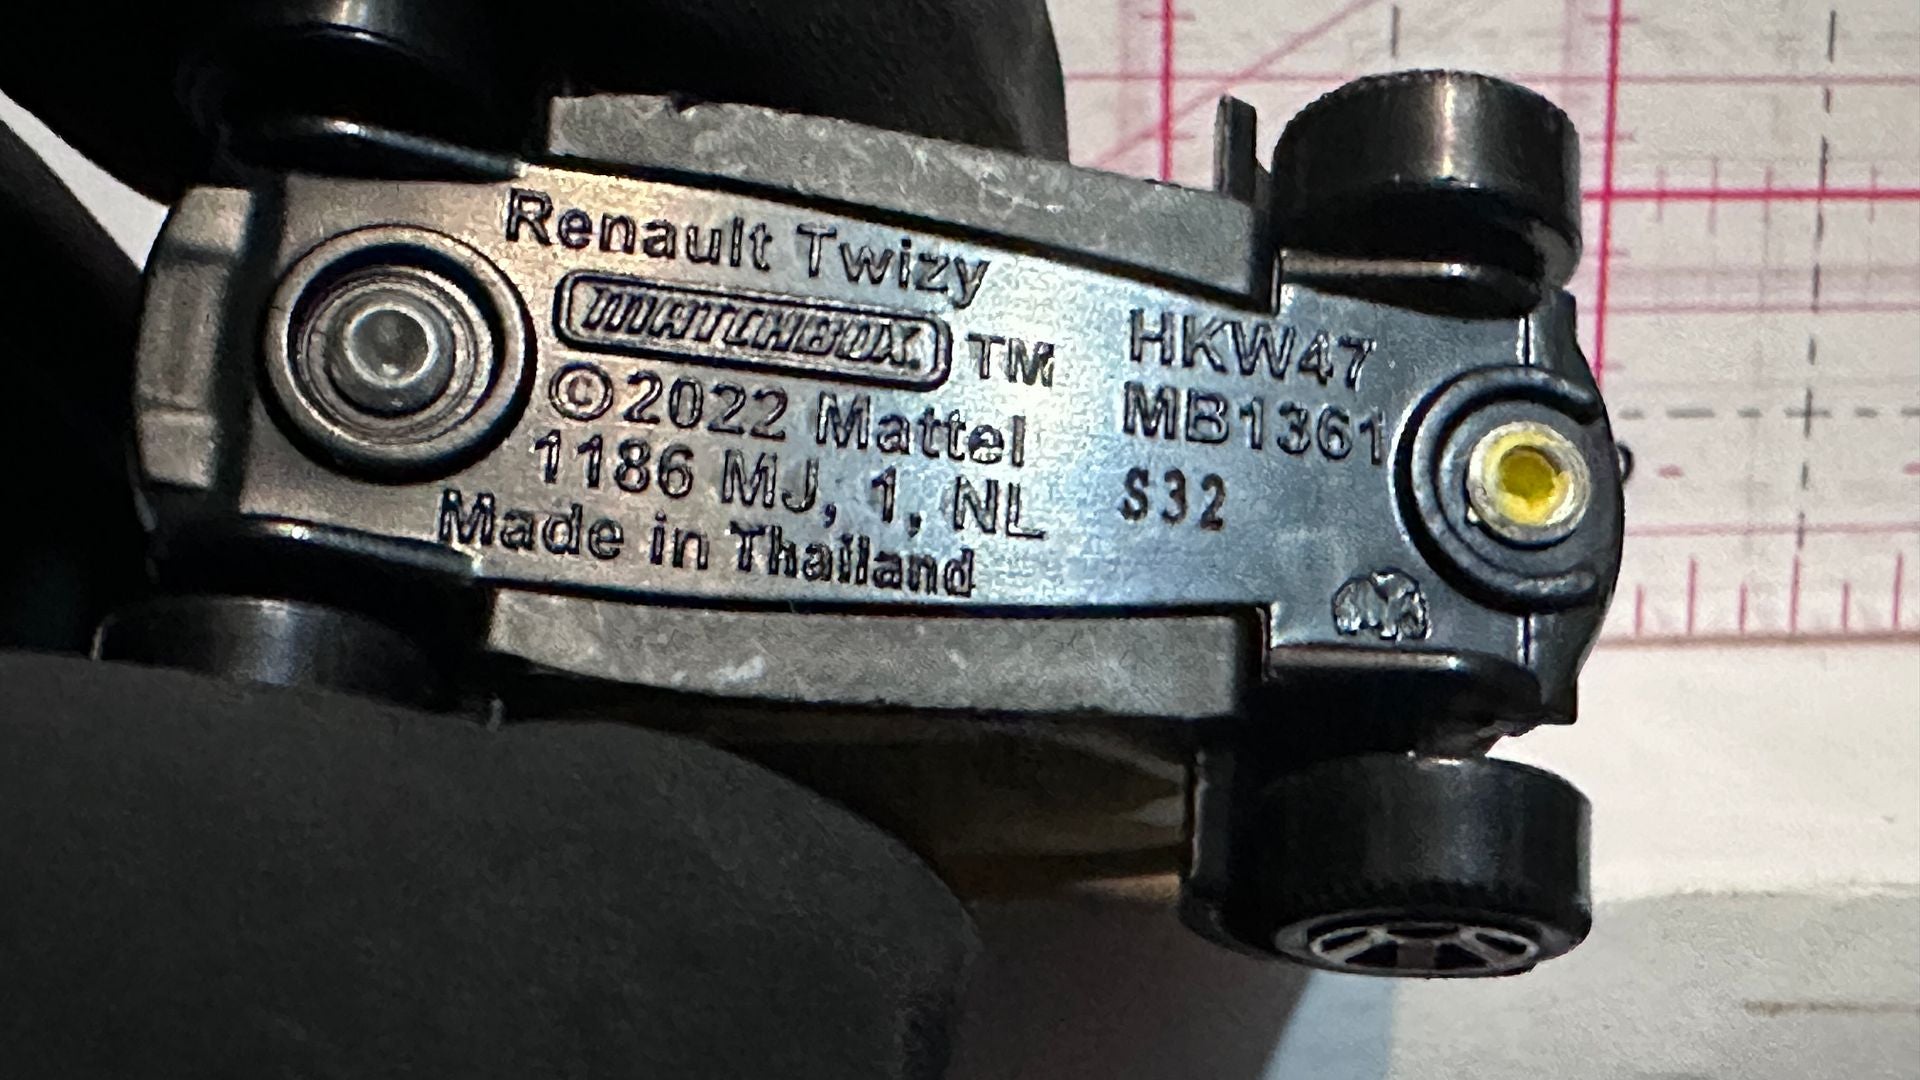 Renault Twizy
MATCHBOX TM
©2022 Mattel
1186 MJ, 1, NL
Made in Thailand
HKW47
MB1361
S32